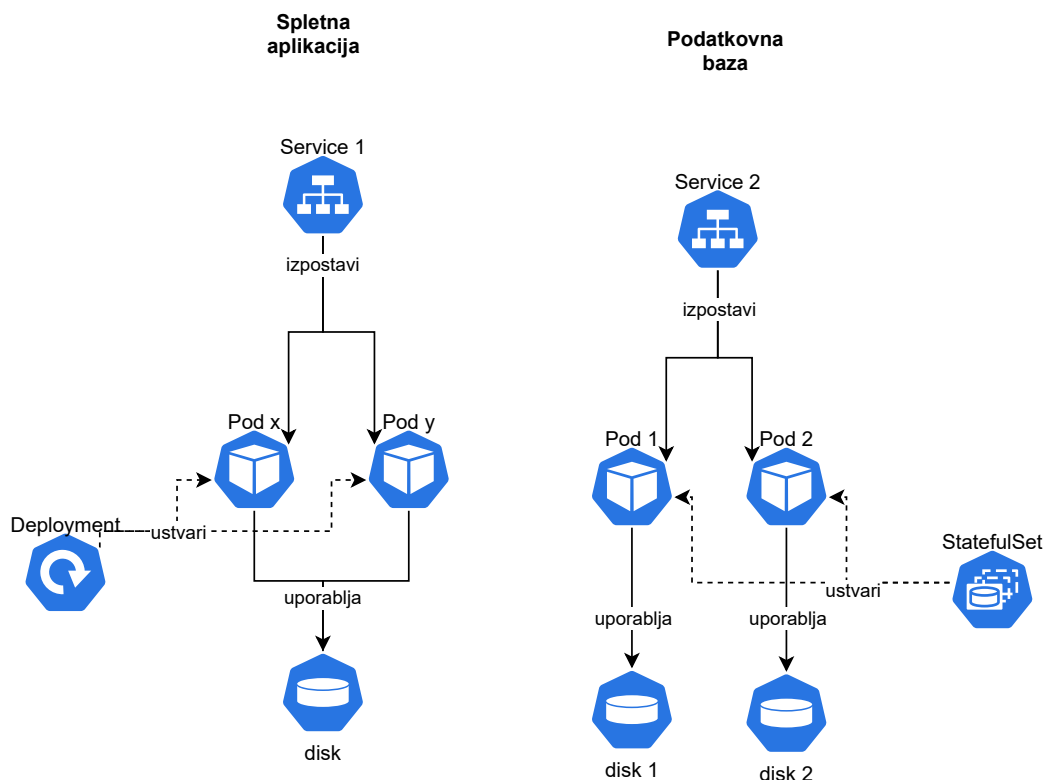 Spletna
aplikacija
Podatkovna
baza
Service 1
izpostavi
Service 2
izpostavi
Pod x
Pod y
Pod 1
Pod 2
Deployment
ustvari
StatefulSet
ustvari
uporablja
uporablja
uporablja
disk
disk 1
disk 2